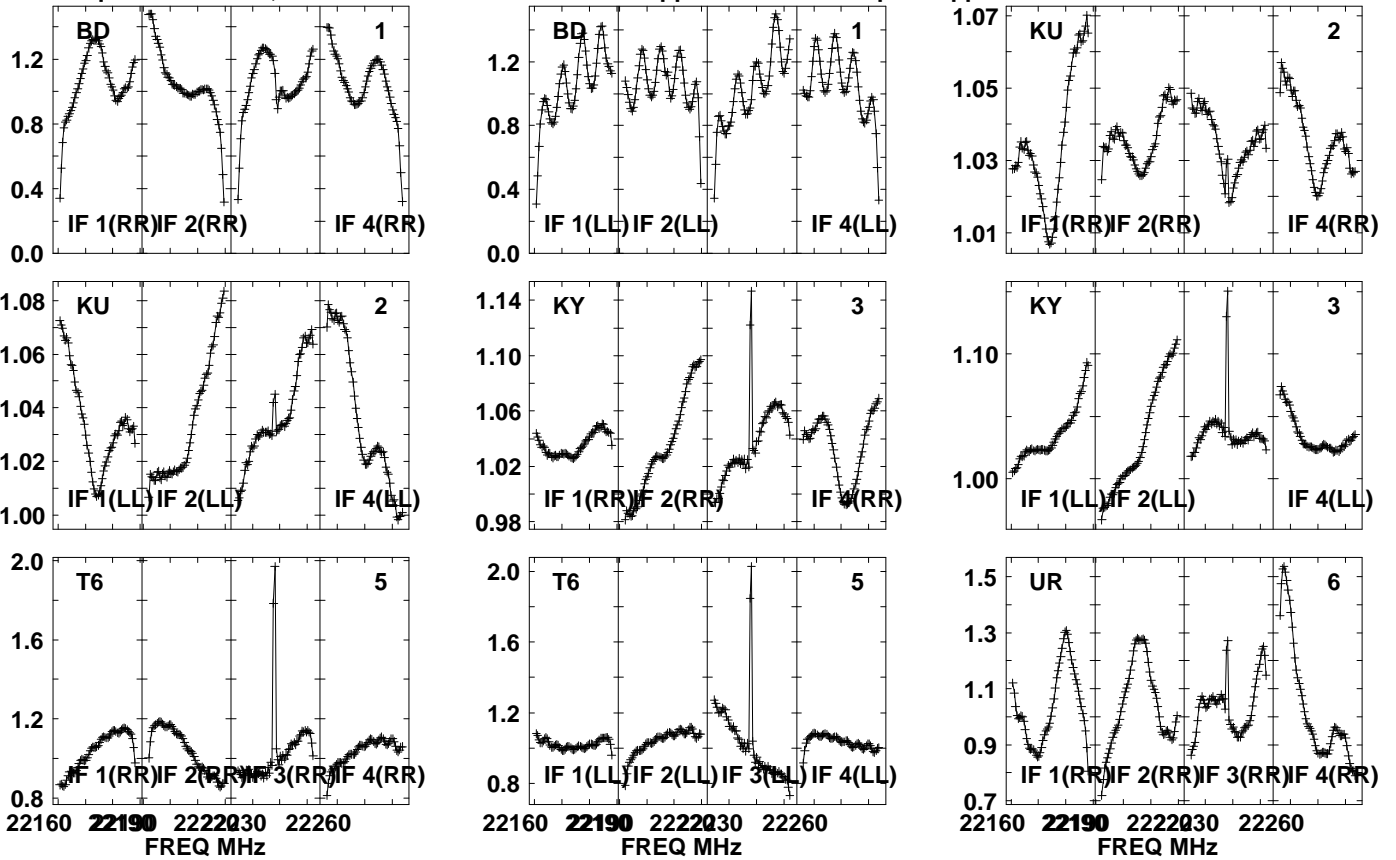 BD 1
1.2
0.8
0.4
0.0
IF 1(RR) IF 2(RR) IF 4(RR)
BD 1
1.2
0.8
0.4
0.0
IF 1(LL) IF 2(LL) IF 4(LL)
KU 2
1.07
1.05
1.03
1.01
IF 1(RR) IF 2(RR) IF 4(RR)
KU 2
1.08
1.06
1.04
1.02
1.00
IF 1(LL) IF 2(LL) IF 4(LL)
KY 3
1.14
1.10
1.06
1.02
0.98
IF 1(RR) IF 2(RR) IF 4(RR)
KY 3
1.10
1.00
IF 1(LL) IF 2(LL) IF 4(LL)
T6 5
2.0
1.6
1.2
0.8
IF 1(RR) IF 2(RR) IF 3(RR) IF 4(RR)
22160 22190 22220 22230 22260
FREQ MHz
T6 5
2.0
1.6
1.2
0.8
IF 1(LL) IF 2(LL) IF 3(LL) IF 4(LL)
UR 6
1.5
1.3
1.1
0.9
0.7
IF 1(RR) IF 2(RR) IF 3(RR) IF 4(RR)
22160 22190 22220 22230 22260
FREQ MHz